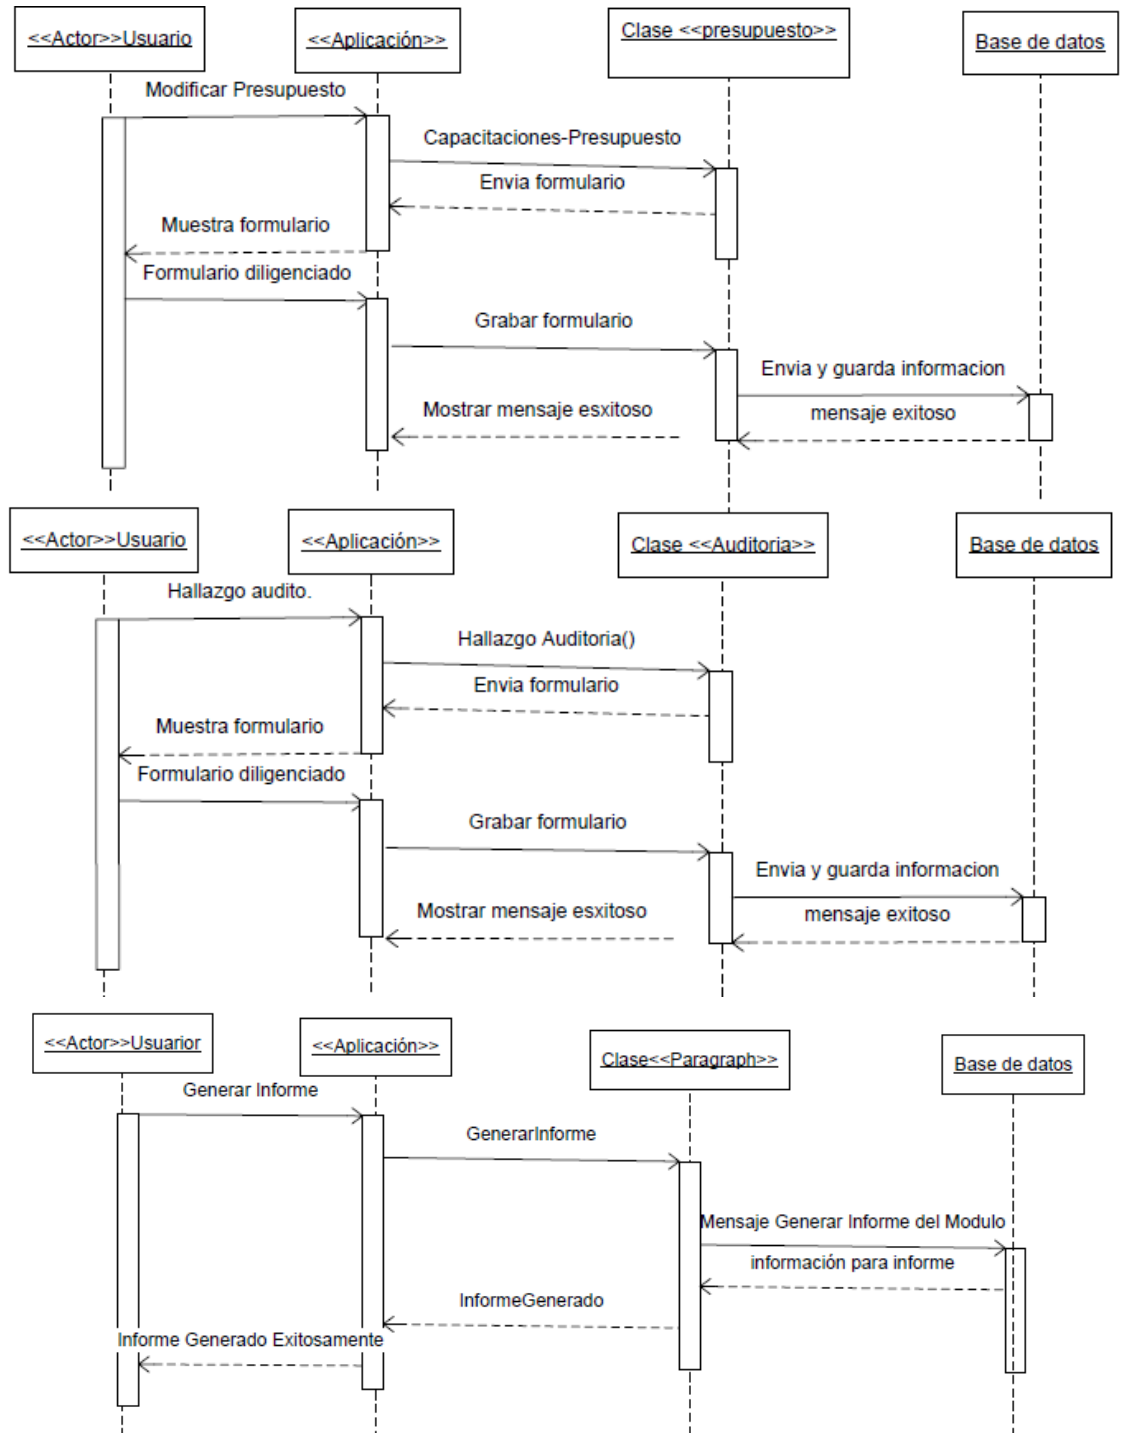 <<Actor>>Usuario
<<Aplicación>>
Clase <<presupuesto>>
Base de datos
Modificar Presupuesto
Capacitaciones-Presupuesto
Envia formulario
Muestra formulario
Formulario diligenciado
Grabar formulario
Envia y guarda informacion
Mostrar mensaje esxitoso
mensaje exitoso
<<Actor>>Usuario
<<Aplicación>>
Clase <<Auditoria>>
Base de datos
Hallazgo audito.
Hallazgo Auditoria()
Envia formulario
Muestra formulario
Formulario diligenciado
Grabar formulario
Envia y guarda informacion
Mostrar mensaje esxitoso
mensaje exitoso
<<Actor>>Usuarior
<<Aplicación>>
Clase<<Paragraph>>
Base de datos
Generar Informe
GenerarInforme
Mensaje Generar Informe del Modulo
información para informe
InformeGenerado
Informe Generado Exitosamente